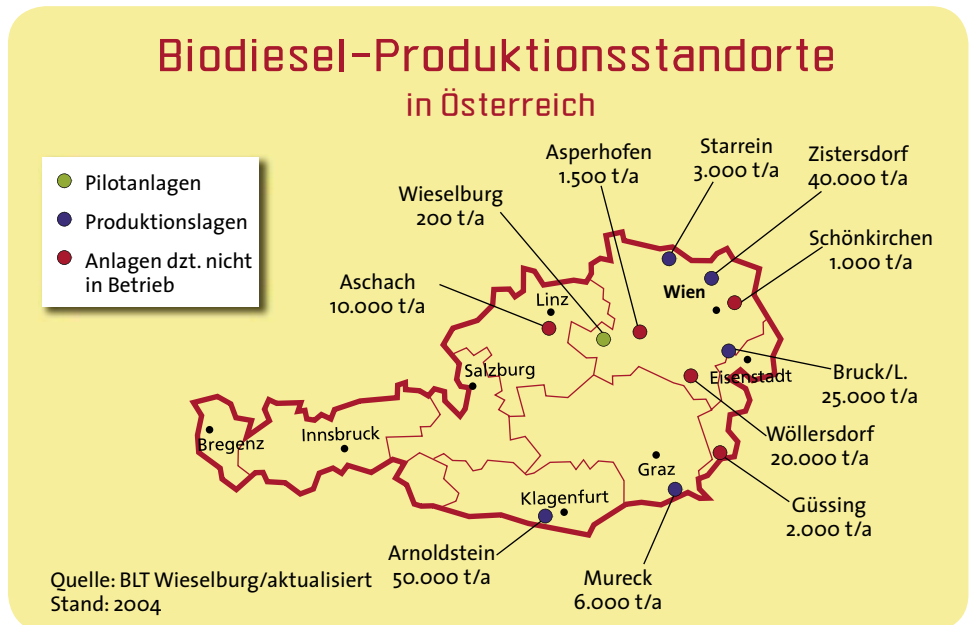 Biodiesel-Produktionsstandorte
in Österreich
Pilotanlagen
Produktionslagen
Anlagen dzt. nicht
in Betrieb
Aschach
10.000 t/a
Wieselburg
200 t/a
Asperhofen
1.500 t/a
Starrein
3.000 t/a
Zistersdorf
40.000 t/a
Schönkirchen
1.000 t/a
Linz
Wien
Salzburg
Eisenstadt
Bruck/L.
25.000 t/a
Bregenz
Innsbruck
Wöllersdorf
20.000 t/a
Graz
Klagenfurt
Güssing
2.000 t/a
Arnoldstein
50.000 t/a
Mureck
6.000 t/a
Quelle: BLT Wieselburg/aktualisiert
Stand: 2004